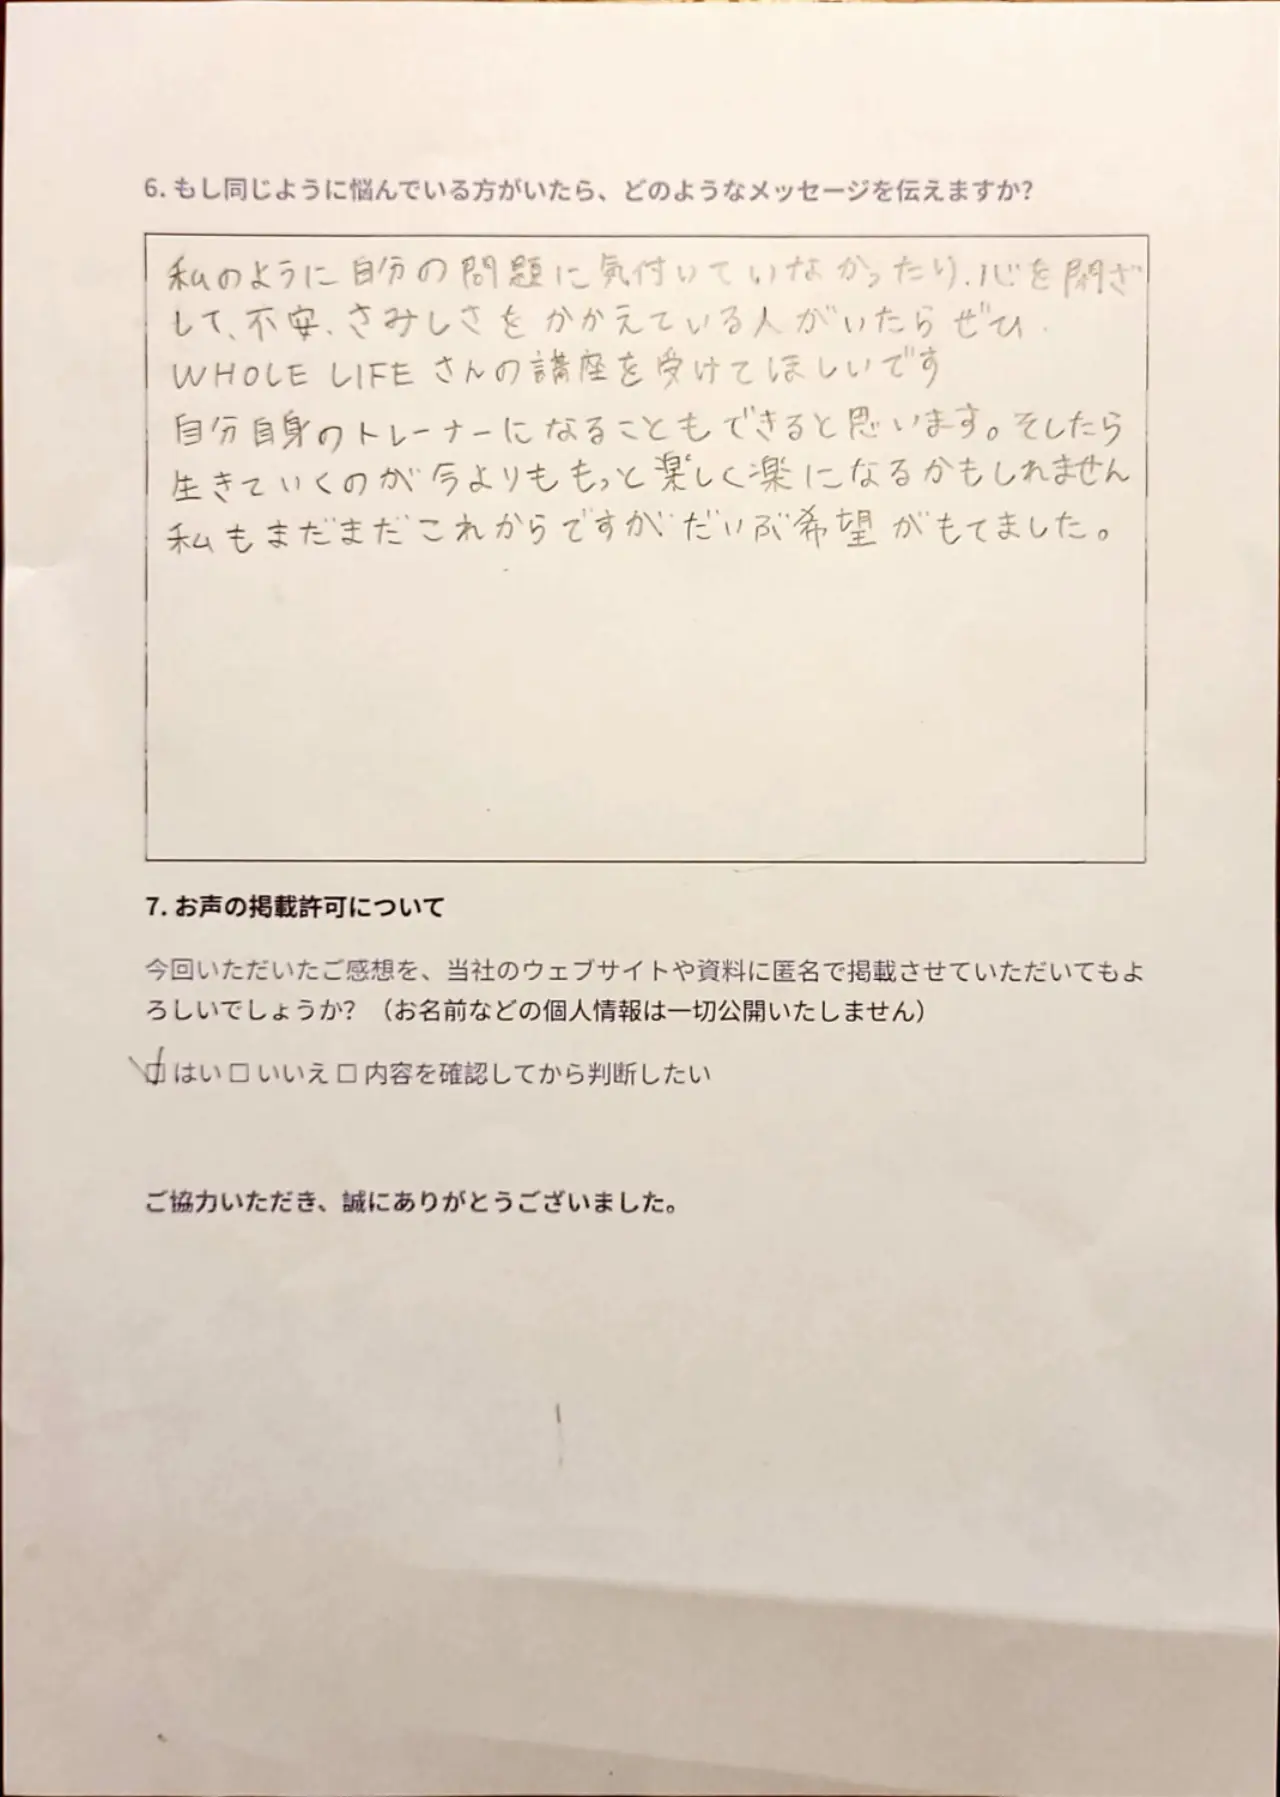 6. もし同じように悩んでいる方がいたら、どのようなメッセージを伝えますか？
私のように自分の問題に気付いていなかったり、心を閉ざ
して、不安、さみしさをかかえている人がいたらぜひ、
WHOLE LIFEさんの講座を受けてほしいです
自分自身のトレーナーになることもできると思います。そしたら
生きていくのが今よりももっと楽しく楽になるかもしれません
私もまだまだこれからですがだいぶ希望がもてました。
7. お声の掲載許可について
今回いただいたご感想を、当社のウェブサイトや資料に匿名で掲載させていただいてもよ
ろしいでしょうか？（お名前などの個人情報は一切公開いたしません）
☑ はい □ いいえ □ 内容を確認してから判断したい
ご協力いただき、誠にありがとうございました。